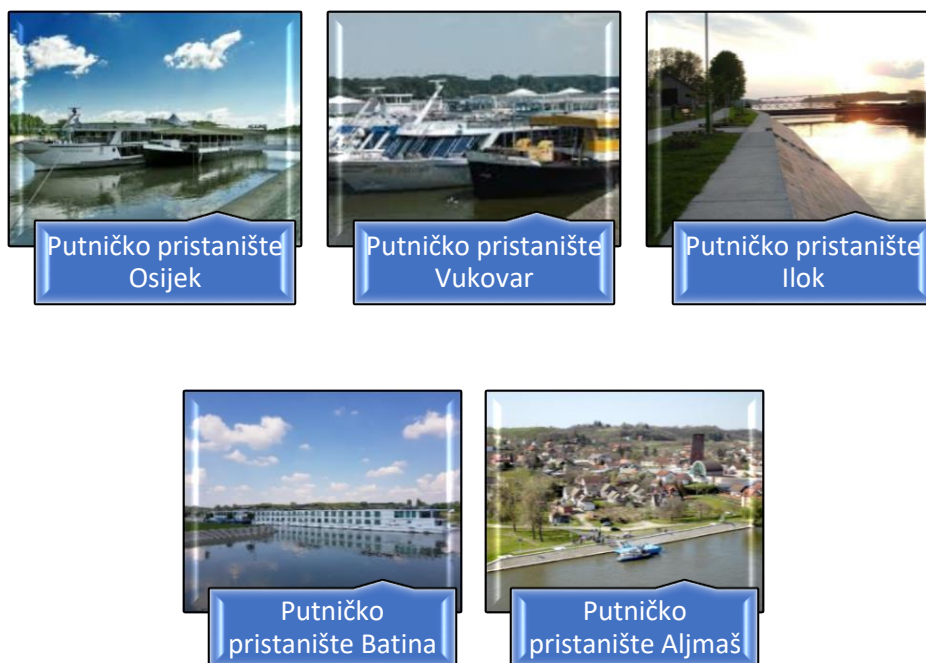 Putničko pristanište
Osijek
Putničko pristanište
Vukovar
Putničko pristanište
Ilok
Putničko
pristanište Batina
Putničko
pristanište Aljmaš